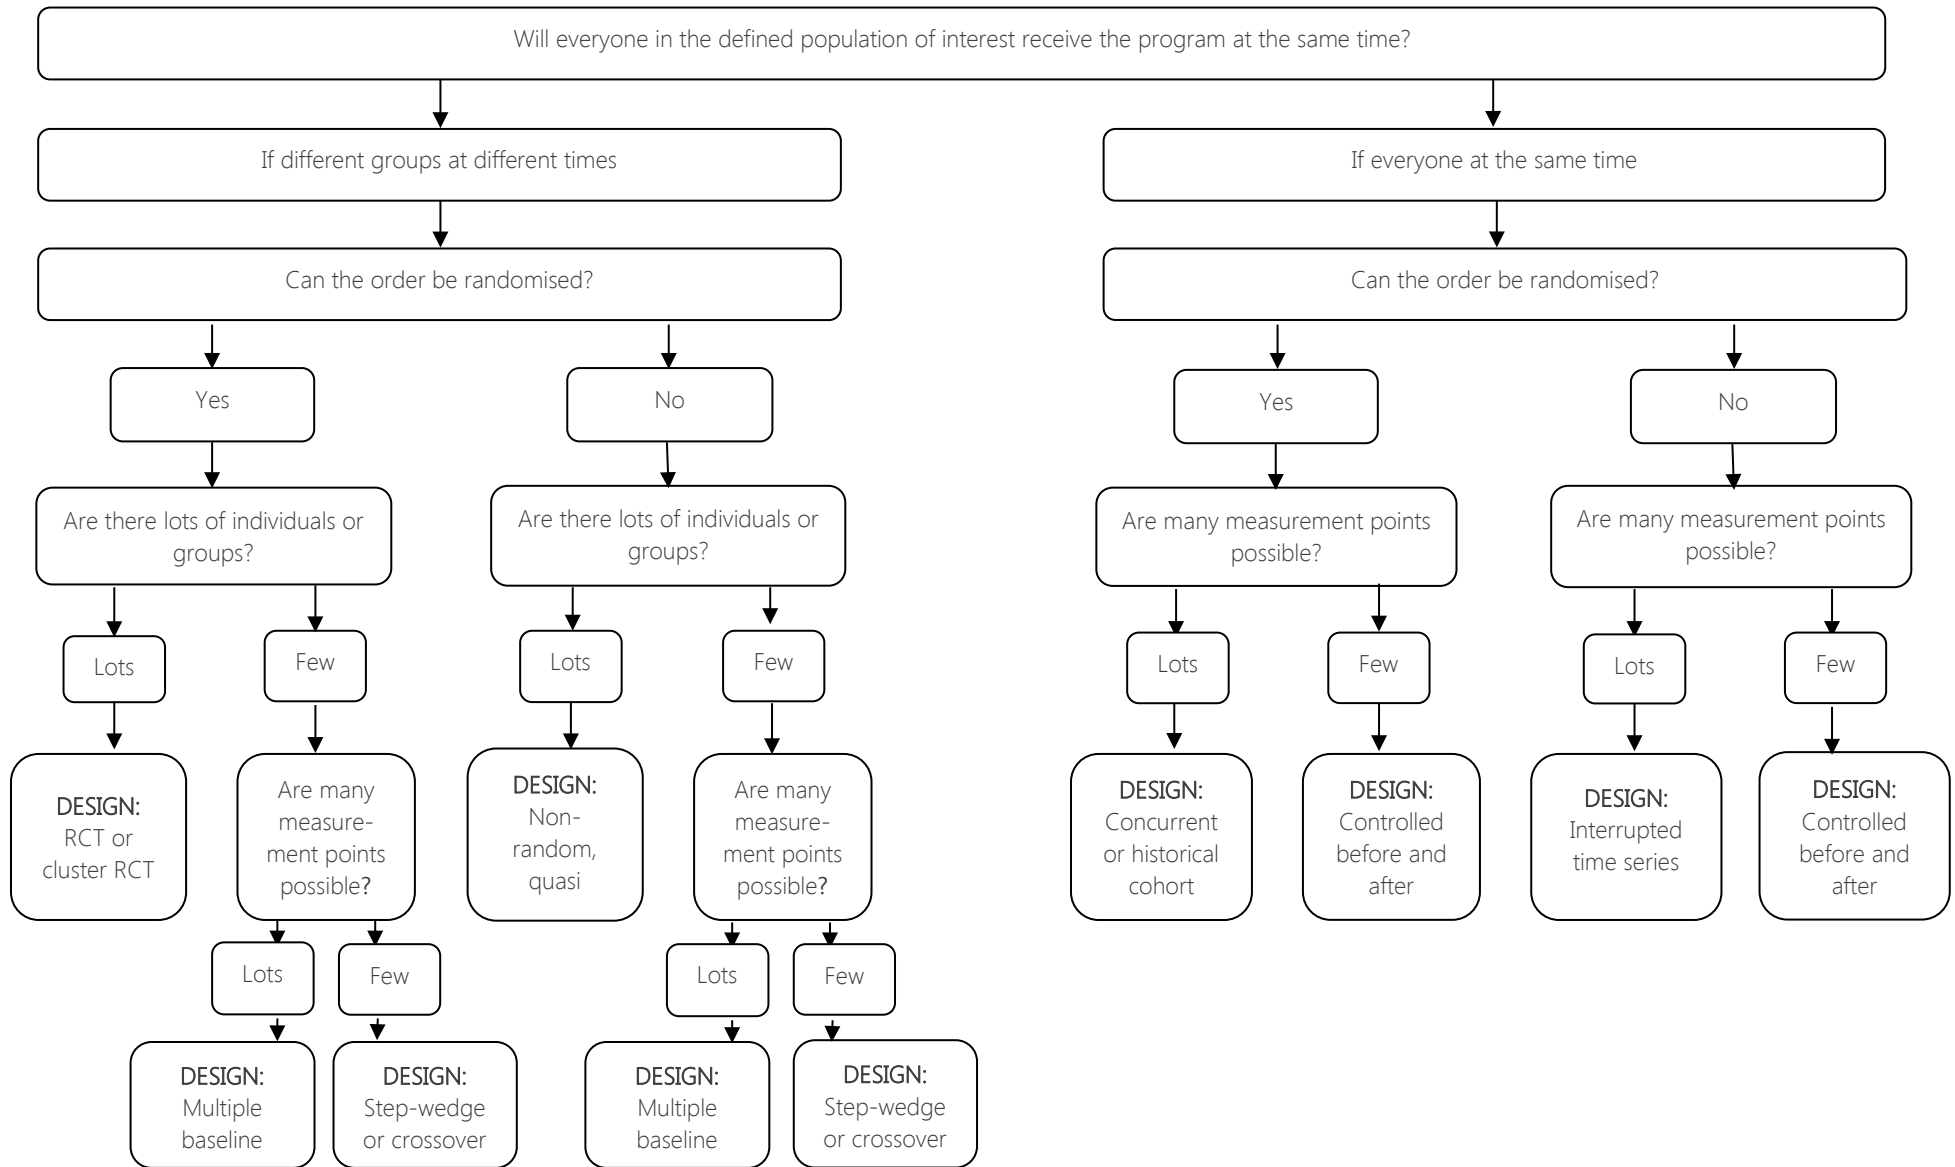 Will everyone in the defined population of interest receive the program at the same time?
If different groups at different times
If everyone at the same time
Can the order be randomised?
Can the order be randomised?
Yes
No
Yes
No
Are there lots of individuals or
groups?
Are there lots of individuals or
groups?
Are many measurement points
possible?
Are many measurement points
possible?
Lots
Few
Lots
Few
Lots
Few
Lots
Few
DESIGN:
RCT or
cluster RCT
Are many
measure-
ment points
possible?
DESIGN:
Non-
random,
quasi
Are many
measure-
ment points
possible?
DESIGN:
Concurrent
or historical
cohort
DESIGN:
Controlled
before and
after
DESIGN:
Interrupted
time series
DESIGN:
Controlled
before and
after
Lots
Few
Lots
Few
DESIGN:
Multiple
baseline
DESIGN:
Step-wedge
or crossover
DESIGN:
Multiple
baseline
DESIGN:
Step-wedge
or crossover